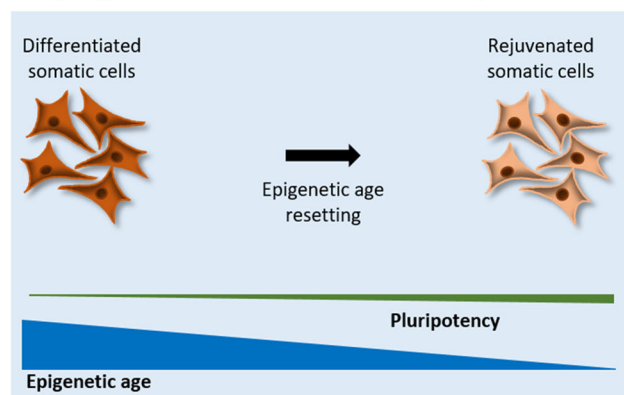 Differentiated
somatic cells
Rejuvenated
somatic cells
Epigenetic age
resetting
Pluripotency
Epigenetic age